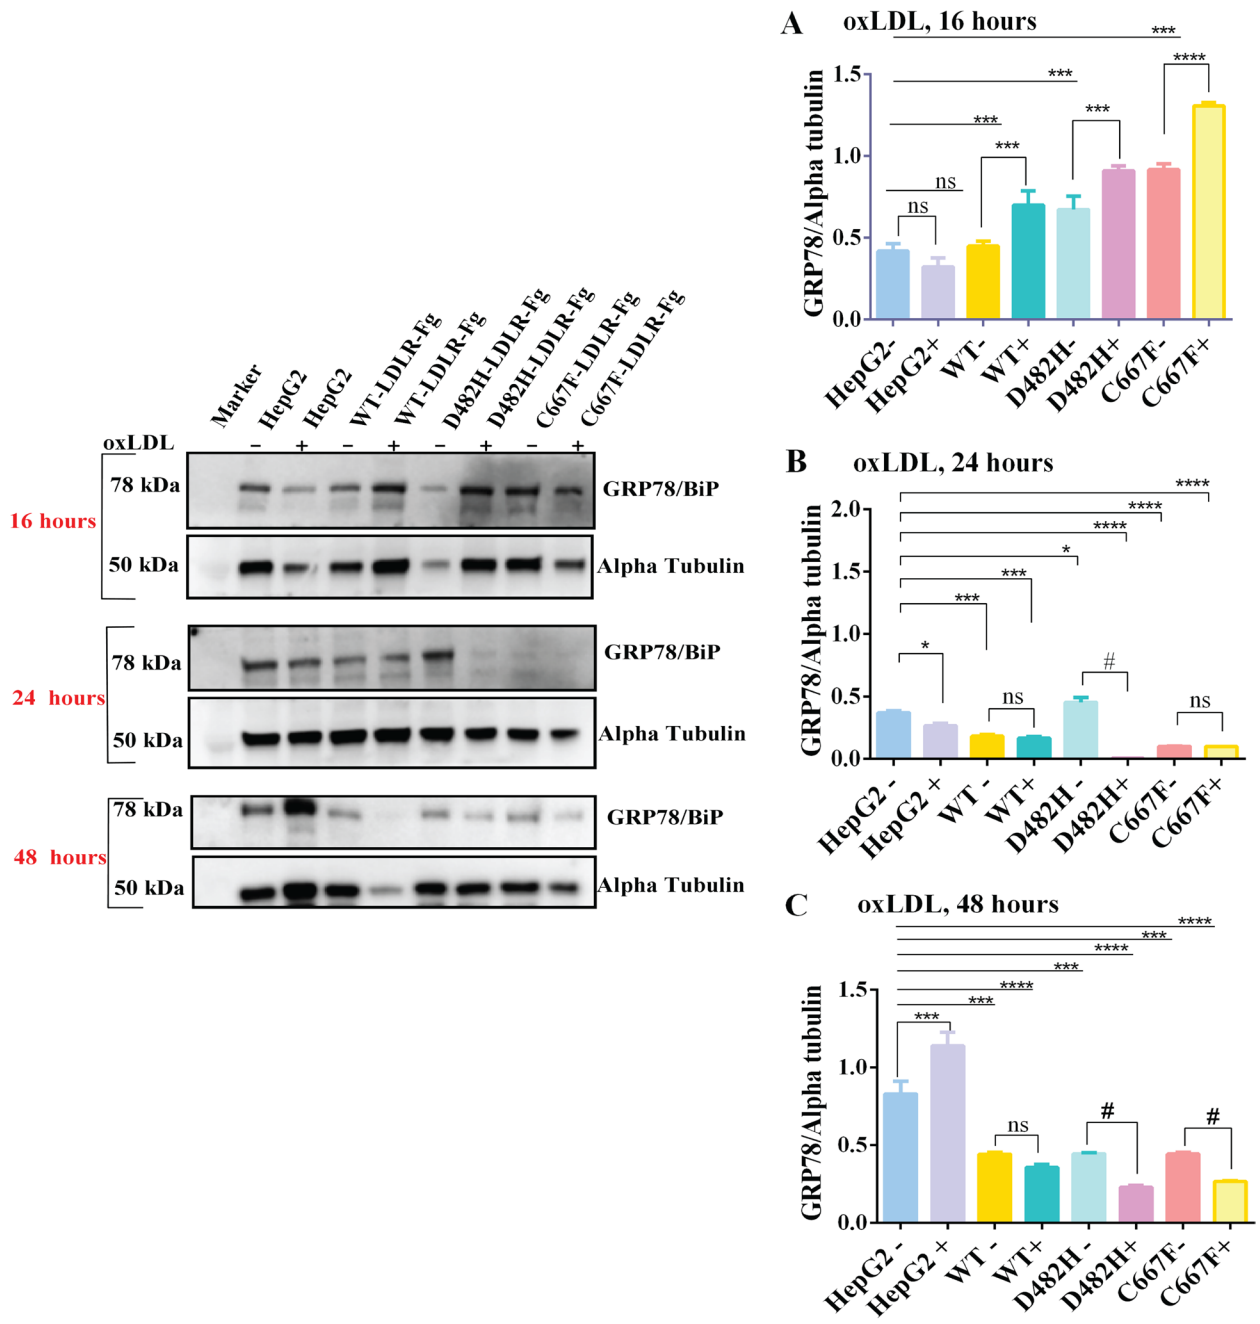 Marker
HepG2
HepG2
WT-LDLR-Fg
WT-LDLR-Fg
D482H-LDLR-Fg
D482H-LDLR-Fg
C667F-LDLR-Fg
C667F-LDLR-Fg
oxLDL − + − + − + − +
16 hours
78 kDa GRP78/BiP
50 kDa Alpha Tubulin
24 hours
78 kDa GRP78/BiP
50 kDa Alpha Tubulin
48 hours
78 kDa GRP78/BiP
50 kDa Alpha Tubulin
A oxLDL, 16 hours
GRP78/Alpha tubulin
1.5
1.0
0.5
0.0
***
****
***
***
***
***
ns
ns
HepG2-
HepG2+
WT-
WT+
D482H-
D482H+
C667F-
C667F+
B oxLDL, 24 hours
GRP78/Alpha tubulin
2.0
1.5
1.0
0.5
0.0
****
****
****
*
***
***
*
ns
#
ns
HepG2 -
HepG2 +
WT -
WT+
D482H -
D482H+
C667F-
C667F+
C oxLDL, 48 hours
GRP78/Alpha tubulin
1.5
1.0
0.5
0.0
****
***
****
***
****
***
***
ns
#
#
HepG2 -
HepG2 +
WT -
WT+
D482H -
D482H+
C667F-
C667F+